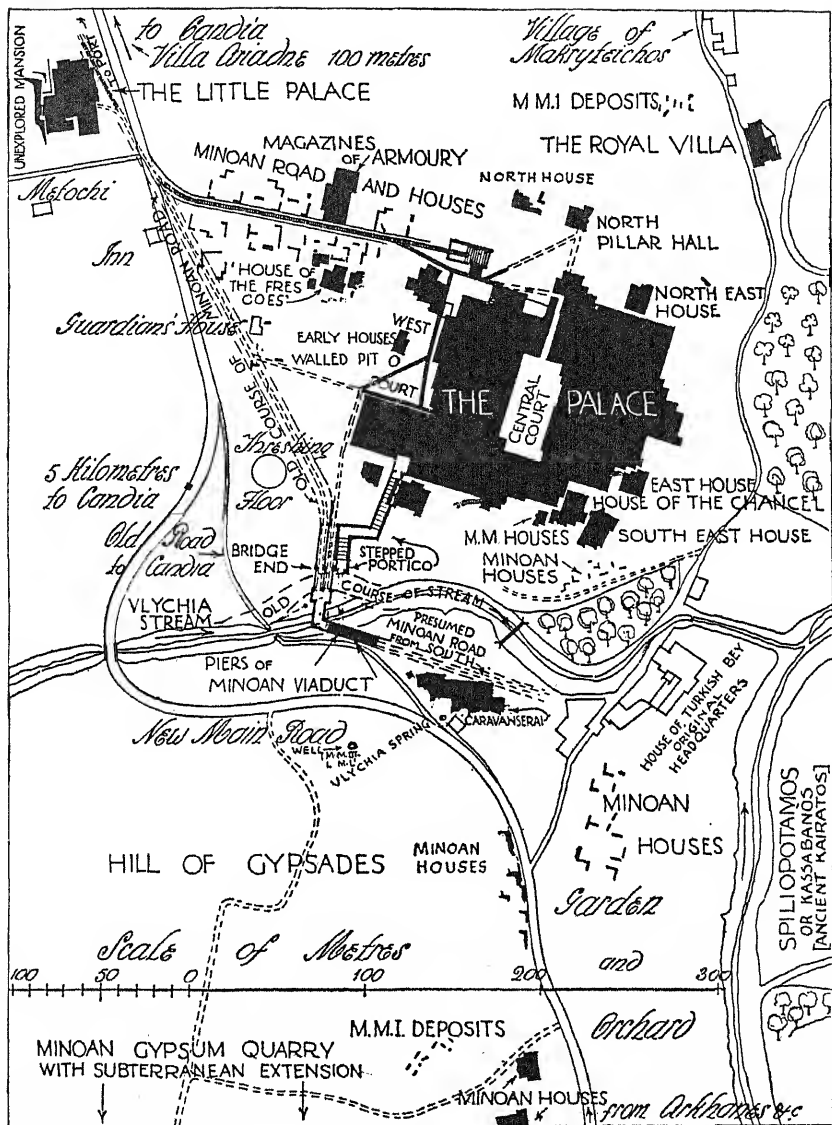 to Candia
Villa Ariadne 100 metres
to PORT
UNEXPLORED MANSION
THE LITTLE PALACE
Village of
Makryteichos
M M.1 DEPOSITS
THE ROYAL VILLA
MAGAZINES
OF ARMOURY
MINOAN ROAD AND HOUSES
NORTH HOUSE
NORTH
PILLAR HALL
Metochi
Inn
MINOAN ROAD
HOUSE OF
THE FRES
COES
NORTH EAST
HOUSE
Guardians' House
EARLY HOUSES
WALLED PIT
WEST
COURT
OLD COURSE OF
THE PALACE
CENTRAL
COURT
Threshing
Floor
5 Kilometres
to Candia
Old Road
to Candia
EAST HOUSE
HOUSE OF THE CHANCEL
SOUTH EAST HOUSE
M.M. HOUSES
MINOAN
HOUSES
BRIDGE
END
STEPPED
PORTICO
VLYCHIA
STREAM
OLD COURSE OF STREAM
PRESUMED
MINOAN ROAD
FROM SOUTH
PIERS OF
MINOAN VIADUCT
CARAVANSERAI
New Main Road
WELL
VLYCHIA SPRING
HOUSE OF TURKISH BEY
ORIGINAL
HEADQUARTERS
MINOAN
HOUSES
HILL OF GYPSADES
MINOAN
HOUSES
Garden
and
Orchard
SPILIOPOTAMOS
OR KASSABANOS
[ANCIENT KAIRATOS]
Scale of Metres
100 50 0 100 200 300
M.M.I. DEPOSITS
MINOAN GYPSUM QUARRY
WITH SUBTERRANEAN EXTENSION
MINOAN HOUSES
from Arkhanes &c